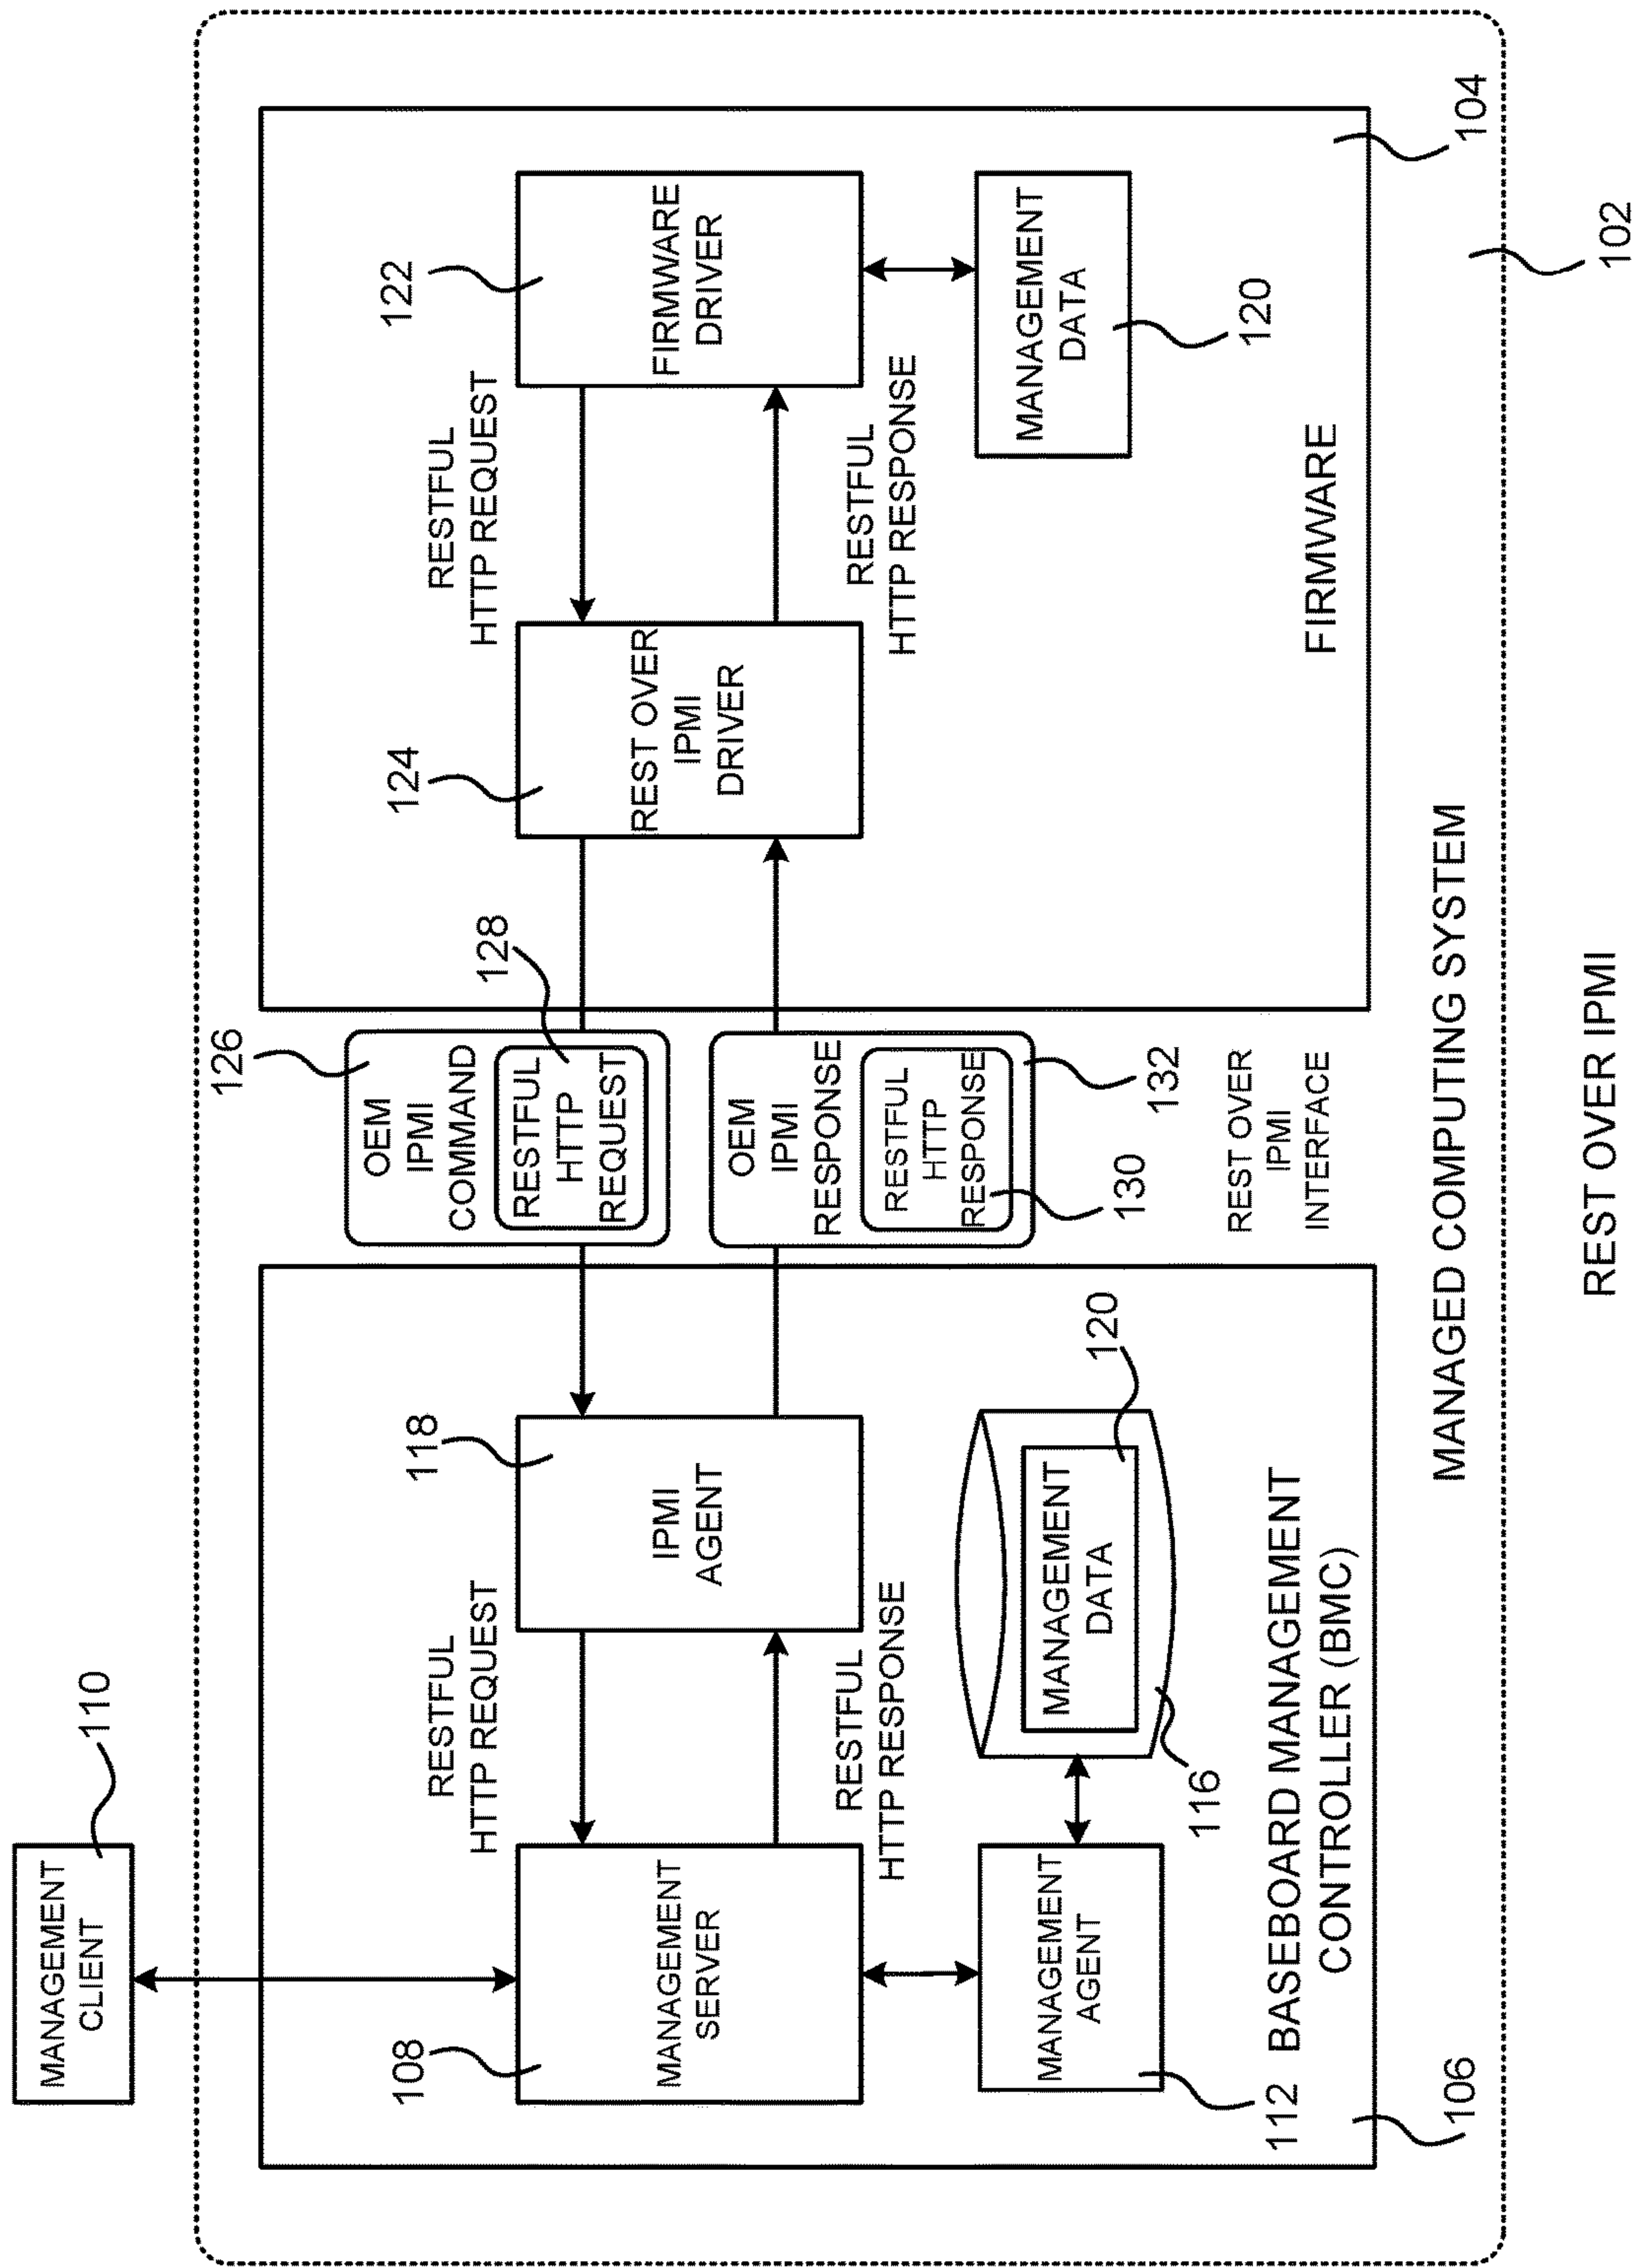 MANAGEMENT
CLIENT
110
108
MANAGEMENT
SERVER
RESTFUL
HTTP REQUEST
RESTFUL
HTTP RESPONSE
118
IPMI
AGENT
MANAGEMENT
AGENT
112
116
MANAGEMENT
DATA
120
BASEBOARD MANAGEMENT
CONTROLLER (BMC)
106
126
OEM
IPMI
COMMAND
RESTFUL
HTTP
REQUEST
128
OEM
IPMI
RESPONSE
RESTFUL
HTTP
RESPONSE
130
132
REST OVER
IPMI
INTERFACE
124
REST OVER
IPMI
DRIVER
RESTFUL
HTTP REQUEST
RESTFUL
HTTP RESPONSE
122
FIRMWARE
DRIVER
MANAGEMENT
DATA
120
FIRMWARE
104
MANAGED COMPUTING SYSTEM
102
REST OVER IPMI